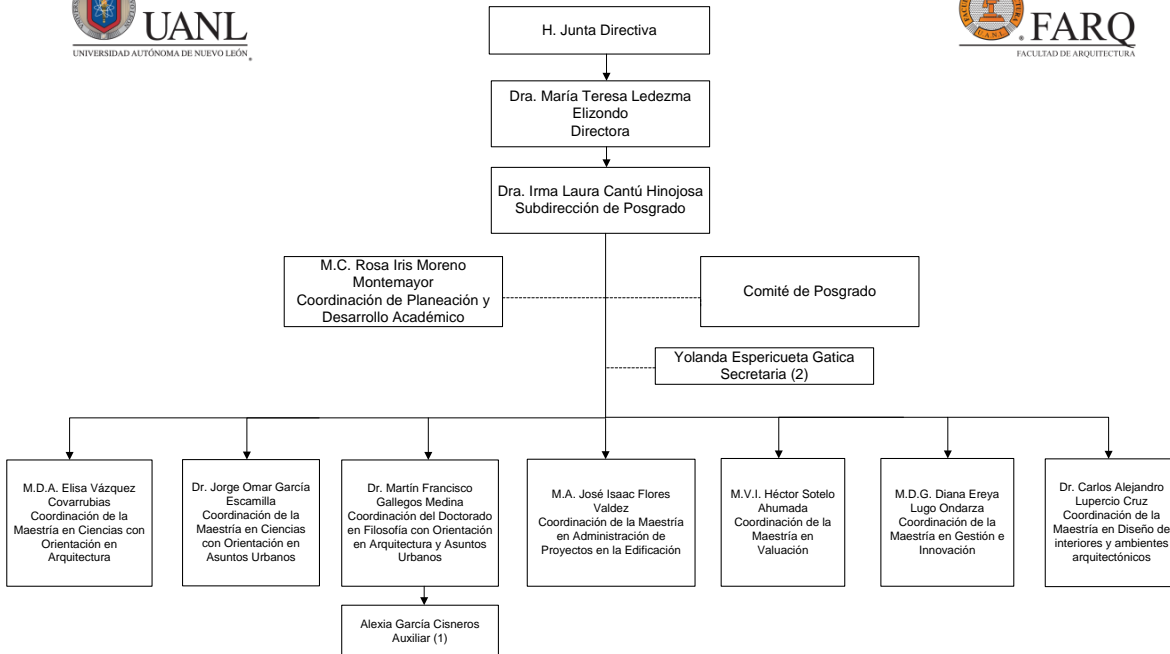 UANL
UNIVERSIDAD AUTÓNOMA DE NUEVO LEÓN
FARQ
FACULTAD DE ARQUITECTURA
H. Junta Directiva
Dra. María Teresa Ledezma
Elizondo
Directora
Dra. Irma Laura Cantú Hinojosa
Subdirección de Posgrado
M.C. Rosa Iris Moreno
Montemayor
Coordinación de Planeación y
Desarrollo Académico
Comité de Posgrado
Yolanda Espericueta Gatica
Secretaria (2)
M.D.A. Elisa Vázquez
Covarrubias
Coordinación de la
Maestría en Ciencias con
Orientación en
Arquitectura
Dr. Jorge Omar García
Escamilla
Coordinación de la
Maestría en Ciencias
con Orientación en
Asuntos Urbanos
Dr. Martín Francisco
Gallegos Medina
Coordinación del Doctorado
en Filosofía con Orientación
en Arquitectura y Asuntos
Urbanos
M.A. José Isaac Flores
Valdez
Coordinación de la Maestría
en Administración de
Proyectos en la Edificación
M.V.I. Héctor Sotelo
Ahumada
Coordinación de la
Maestría en
Valuación
M.D.G. Diana Ereya
Lugo Ondarza
Coordinación de la
Maestría en Gestión e
Innovación
Dr. Carlos Alejandro
Lupercio Cruz
Coordinación de la
Maestría en Diseño de
interiores y ambientes
arquitectónicos
Alexia García Cisneros
Auxiliar (1)